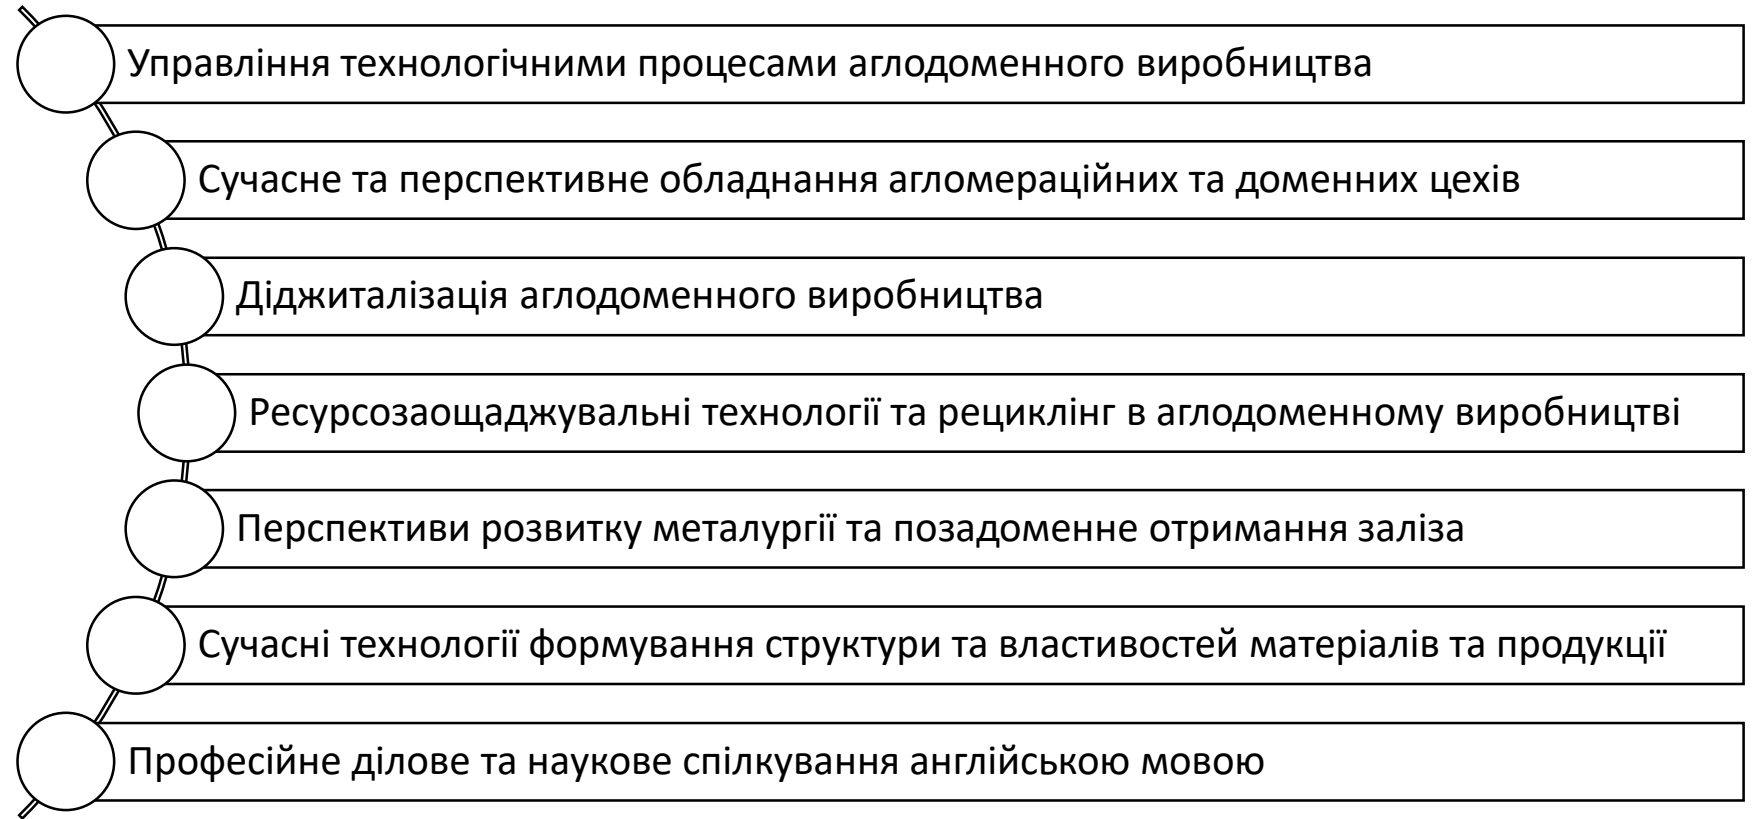 Управління технологічними процесами аглодоменного виробництва
Сучасне та перспективне обладнання агломераційних та доменних цехів
Діджиталізація аглодоменного виробництва
Ресурсозаощаджувальні технології та рециклінг в аглодоменному виробництві
Перспективи розвитку металургії та позадоменне отримання заліза
Сучасні технології формування структури та властивостей матеріалів та продукції
Професійне ділове та наукове спілкування англійською мовою